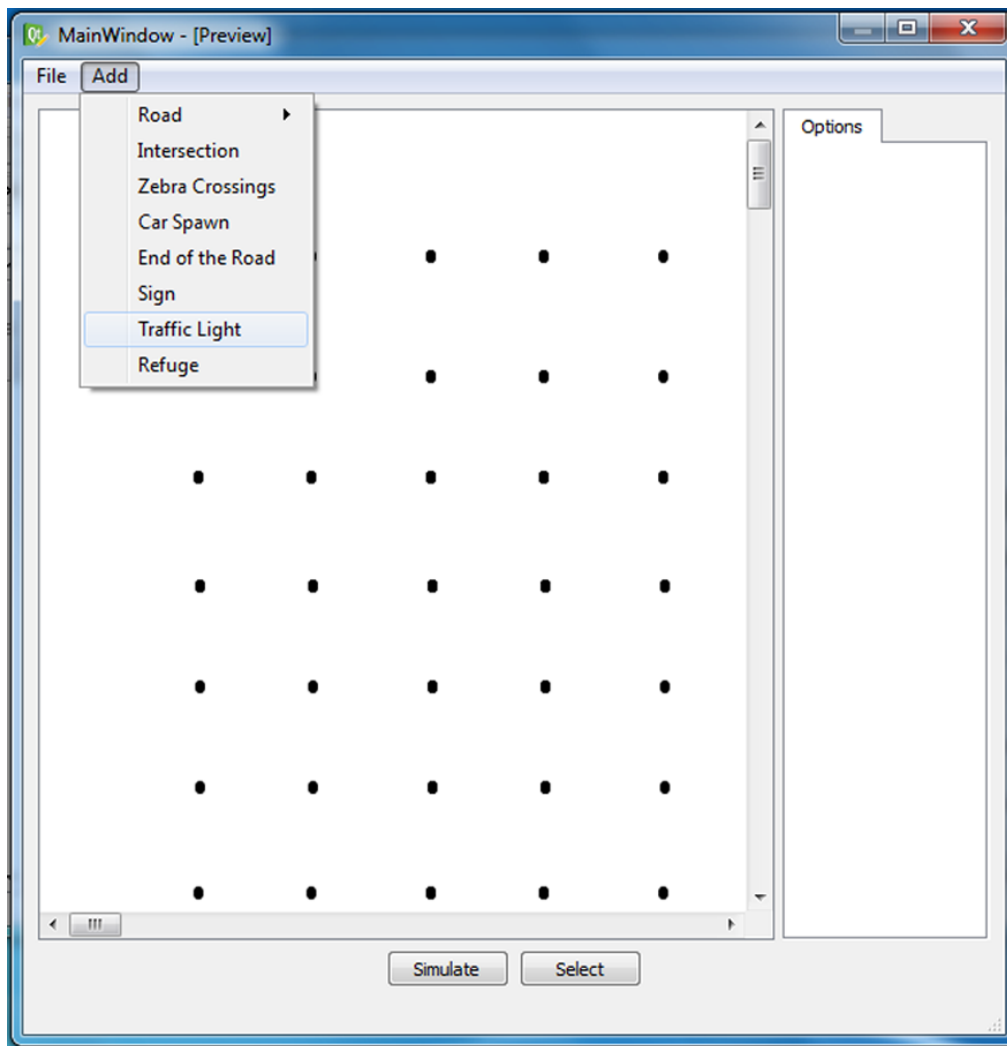 MainWindow - [Preview]
File Add
Road
Intersection
Zebra Crossings
Car Spawn
End of the Road
Sign
Traffic Light
Refuge
Options
Simulate Select